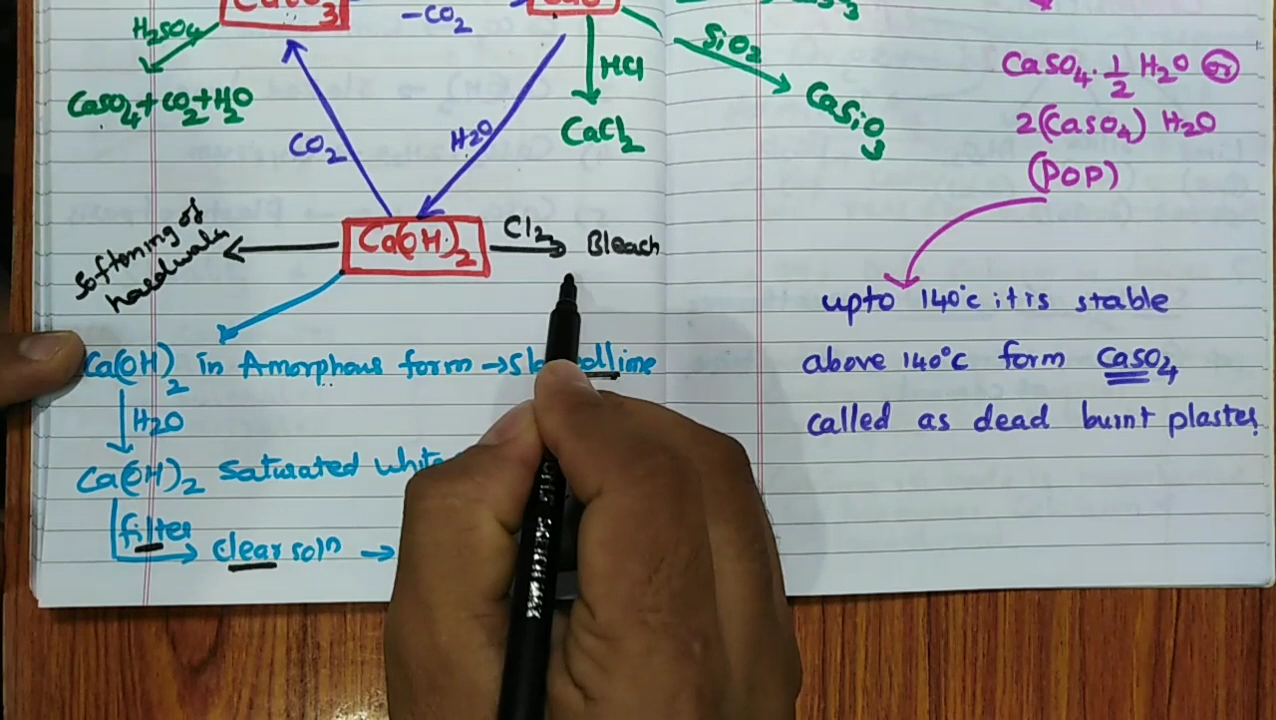 H₂SO₄
-CO₂
CaSO₄+CO₂+H₂O
CO₂
H₂O
HCl
CaCl₂
SiO₂
CaSiO₃
Softening of
hardwater
Ca(OH)₂
Cl₂
Bleach
Ca(OH)₂ in Amorphous form →
lime
H₂O
Ca(OH)₂ Saturated white
filter
clear soln →
CaSO₄.½ H₂O or
2(CaSO₄) H₂O
(POP)
upto 140°C it is stable
above 140°C form CaSO₄
called as dead burnt plaster